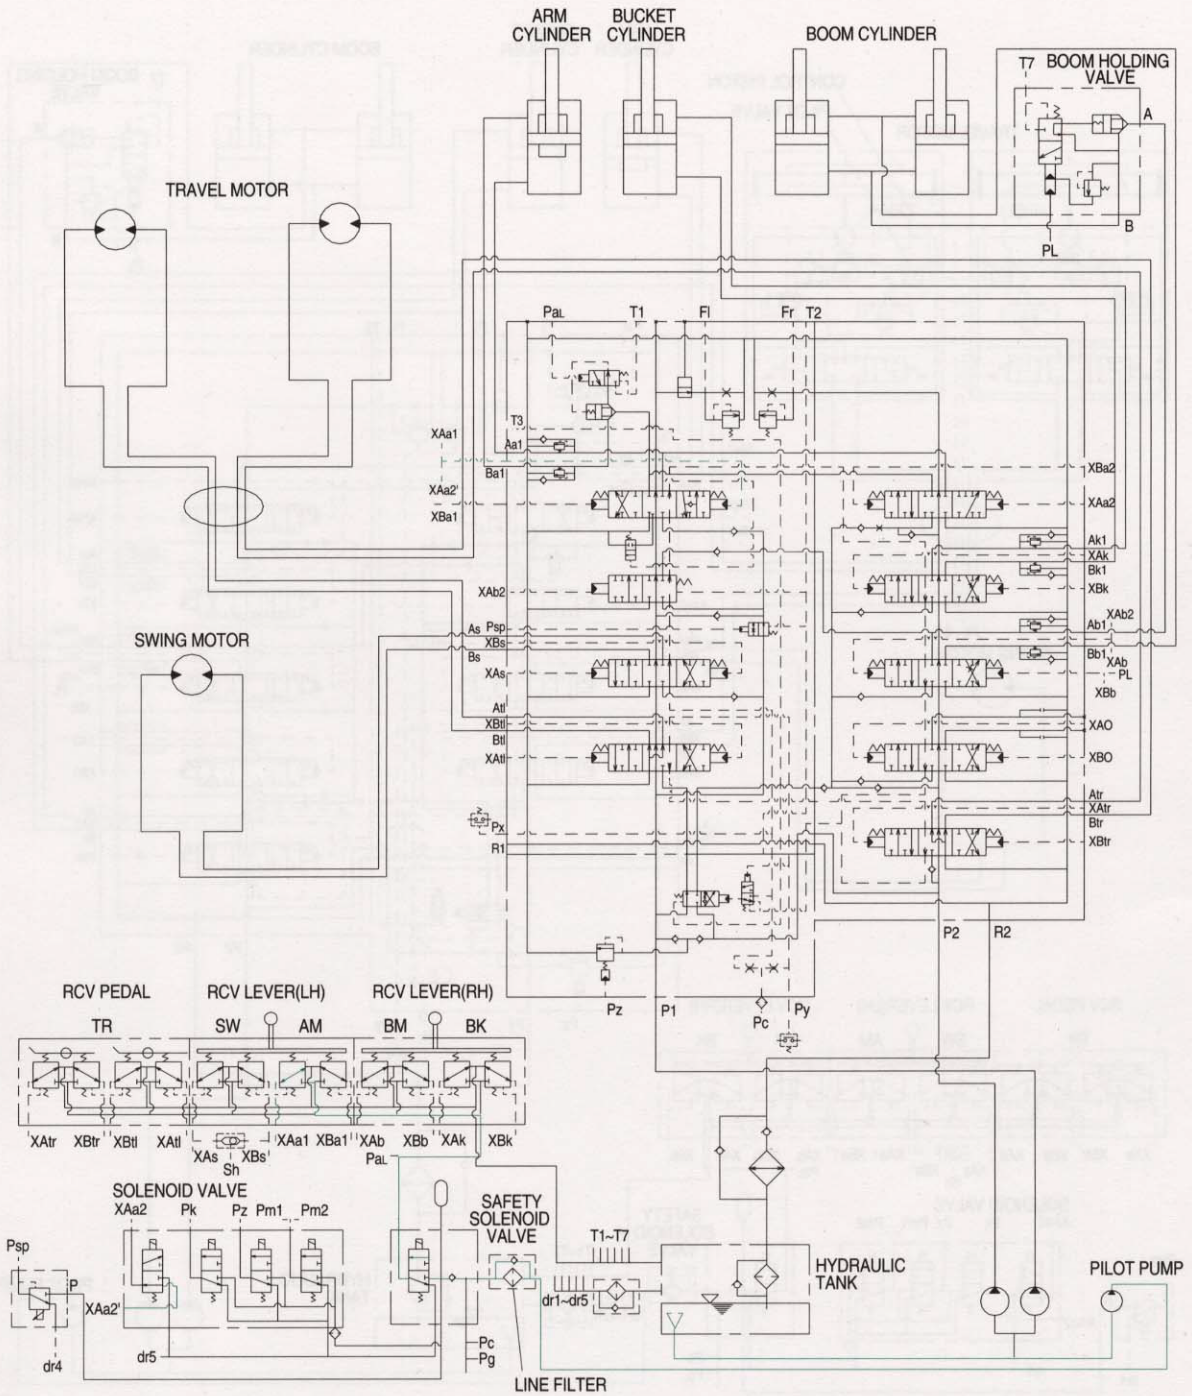 ARM
CYLINDER
BUCKET
CYLINDER
BOOM CYLINDER
T7
BOOM HOLDING
VALVE
A
B
PL
TRAVEL MOTOR
PaL
T1
Fl
Fr
T2
T3
XAa1
Aa1
Ba1
XAa2'
XBa1
XBa2
XAa2
Ak1
XAk
Bk1
XBk
XAb2
XAb2
As
Psp
XBs
Ab1
Bs
Bb1
XAb
XAs
PL
XBb
SWING MOTOR
Atl
XBtl
XAO
Btl
XAtl
XBO
Atr
XAtr
Px
Btr
R1
XBtr
P2
R2
Pz
P1
Pc
Py
RCV PEDAL
RCV LEVER(LH)
RCV LEVER(RH)
TR
SW
AM
BM
BK
XAtr
XBtr
XBtl
XAtl
XAs
XBs
Sh
XAa1
XBa1
XAb
XBb
XAk
XBk
PaL
SOLENOID VALVE
XAa2
Pk
Pz
Pm1
Pm2
SAFETY
SOLENOID
VALVE
T1~T7
Psp
P
XAa2'
dr4
dr5
Pc
Pg
LINE FILTER
dr1~dr5
HYDRAULIC
TANK
PILOT PUMP